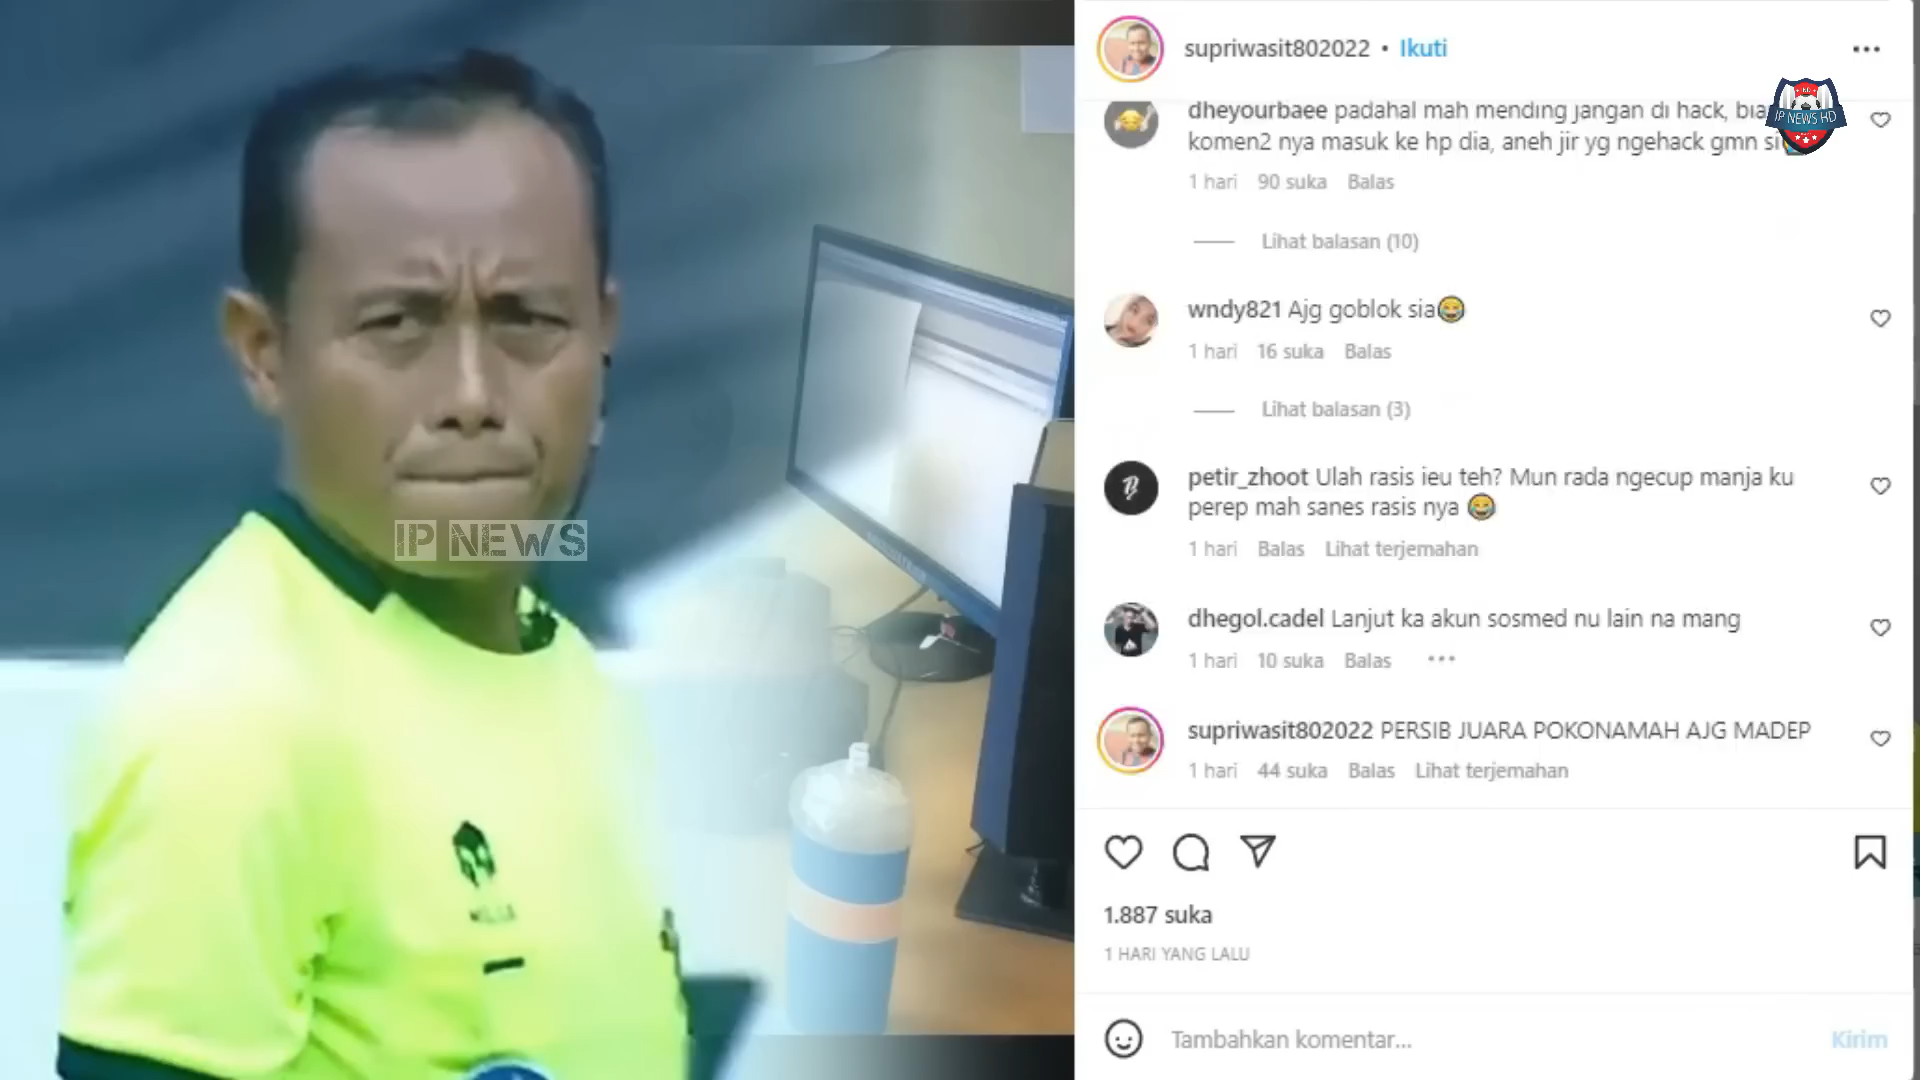 supriwasit802022 • Ikuti
IP NEWS HD
dheyourbaee padahal mah mending jangan di hack,
komen2 nya masuk ke hp dia, aneh jir yg ngehack gmn si
1 hari 90 suka Balas
Lihat balasan (10)
wndy821 Ajg goblok sia😂
1 hari 16 suka Balas
Lihat balasan (3)
petir_zhoot Ulah rasis ieu teh? Mun rada ngecup manja ku
perep mah sanes rasis nya 😂
1 hari Balas Lihat terjemahan
dhegol.cadel Lanjut ka akun sosmed nu lain na mang
1 hari 10 suka Balas
supriwasit802022 PERSIB JUARA POKONAMAH AJG MADEP
1 hari 44 suka Balas Lihat terjemahan
1.887 suka
1 HARI YANG LALU
Tambahkan komentar... Kirim
IP NEWS